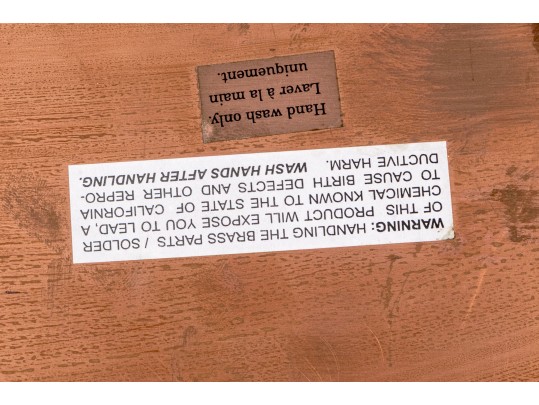 WARNING: HANDLING THE BRASS PARTS / SOLDER
OF THIS PRODUCT WILL EXPOSE YOU TO LEAD, A
CHEMICAL KNOWN TO THE STATE OF CALIFORNIA
TO CAUSE BIRTH DEFECTS AND OTHER REPRO-
DUCTIVE HARM. WASH HANDS AFTER HANDLING.
Hand wash only.
Laver à la main
uniquement.